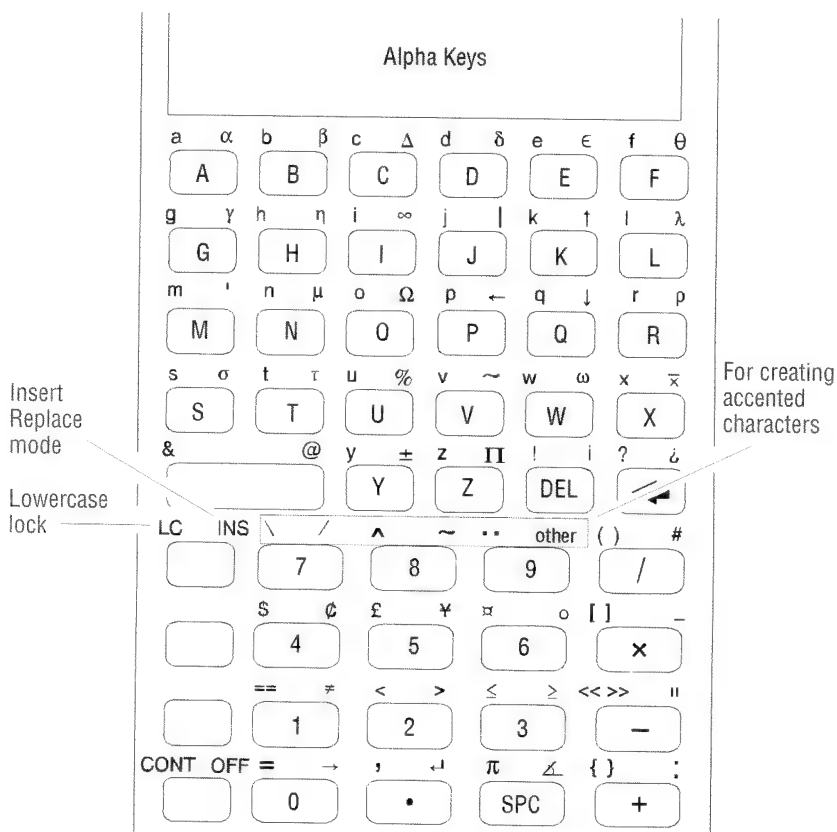 Alpha Keys
a α b β c Δ d δ e ϵ f θ
A B C D E F
g γ h η i ∞ j | k ↑ l λ
G H I J K L
m ' n μ o Ω p ← q ↓ r ρ
M N O P Q R
s σ t τ u % v ~ w ω x x̅
S T U V W X
Insert
Replace
mode
For creating
accented
characters
& @ y ± z Π ! ¡ ? ¿
Y Z DEL
Lowercase
lock
LC INS \ / ^ ~ ·· other ( ) #
7 8 9 /
$ ¢ £ ¥ ¤ o [ ] _
4 5 6 ×
== ≠ < > ≤ ≥ << >> "
1 2 3 −
CONT OFF = → , ↵ π ∡ { } :
0 • SPC +